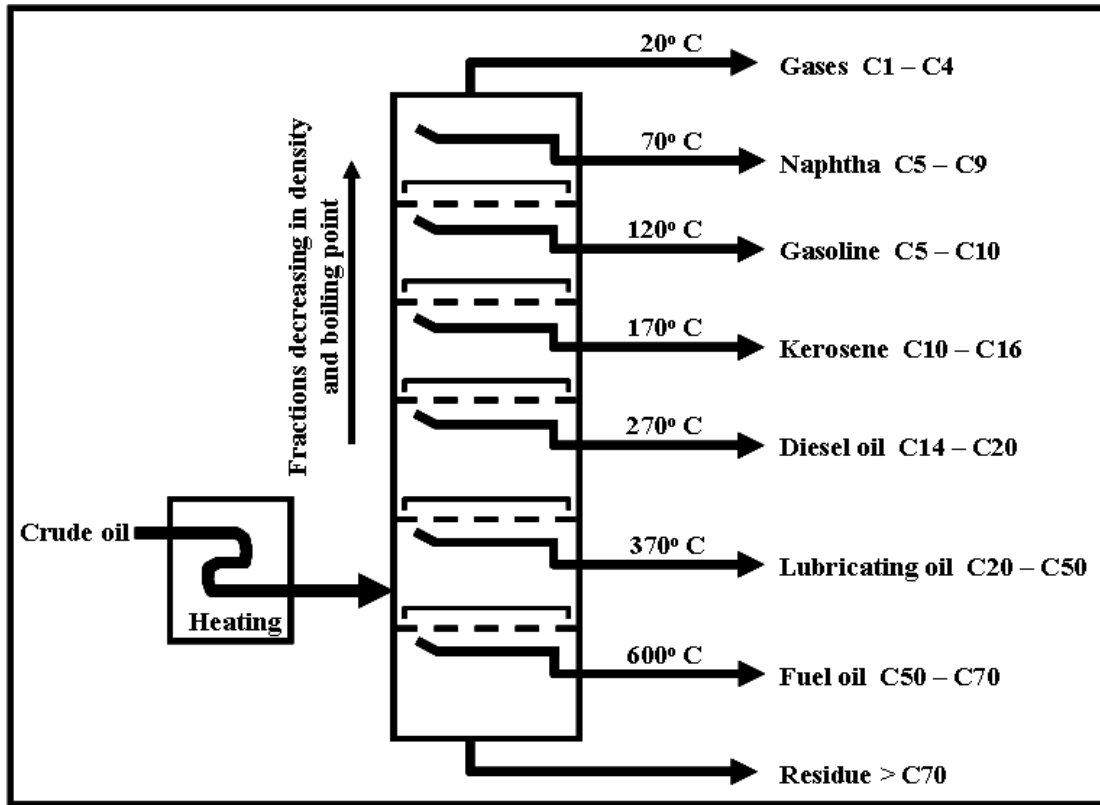 20º C
Gases C1 – C4
70º C
Naphtha C5 – C9
120º C
Gasoline C5 – C10
170º C
Kerosene C10 – C16
270º C
Diesel oil C14 – C20
370º C
Lubricating oil C20 – C50
600º C
Fuel oil C50 – C70
Residue > C70
Fractions decreasing in density
and boiling point
Crude oil
Heating